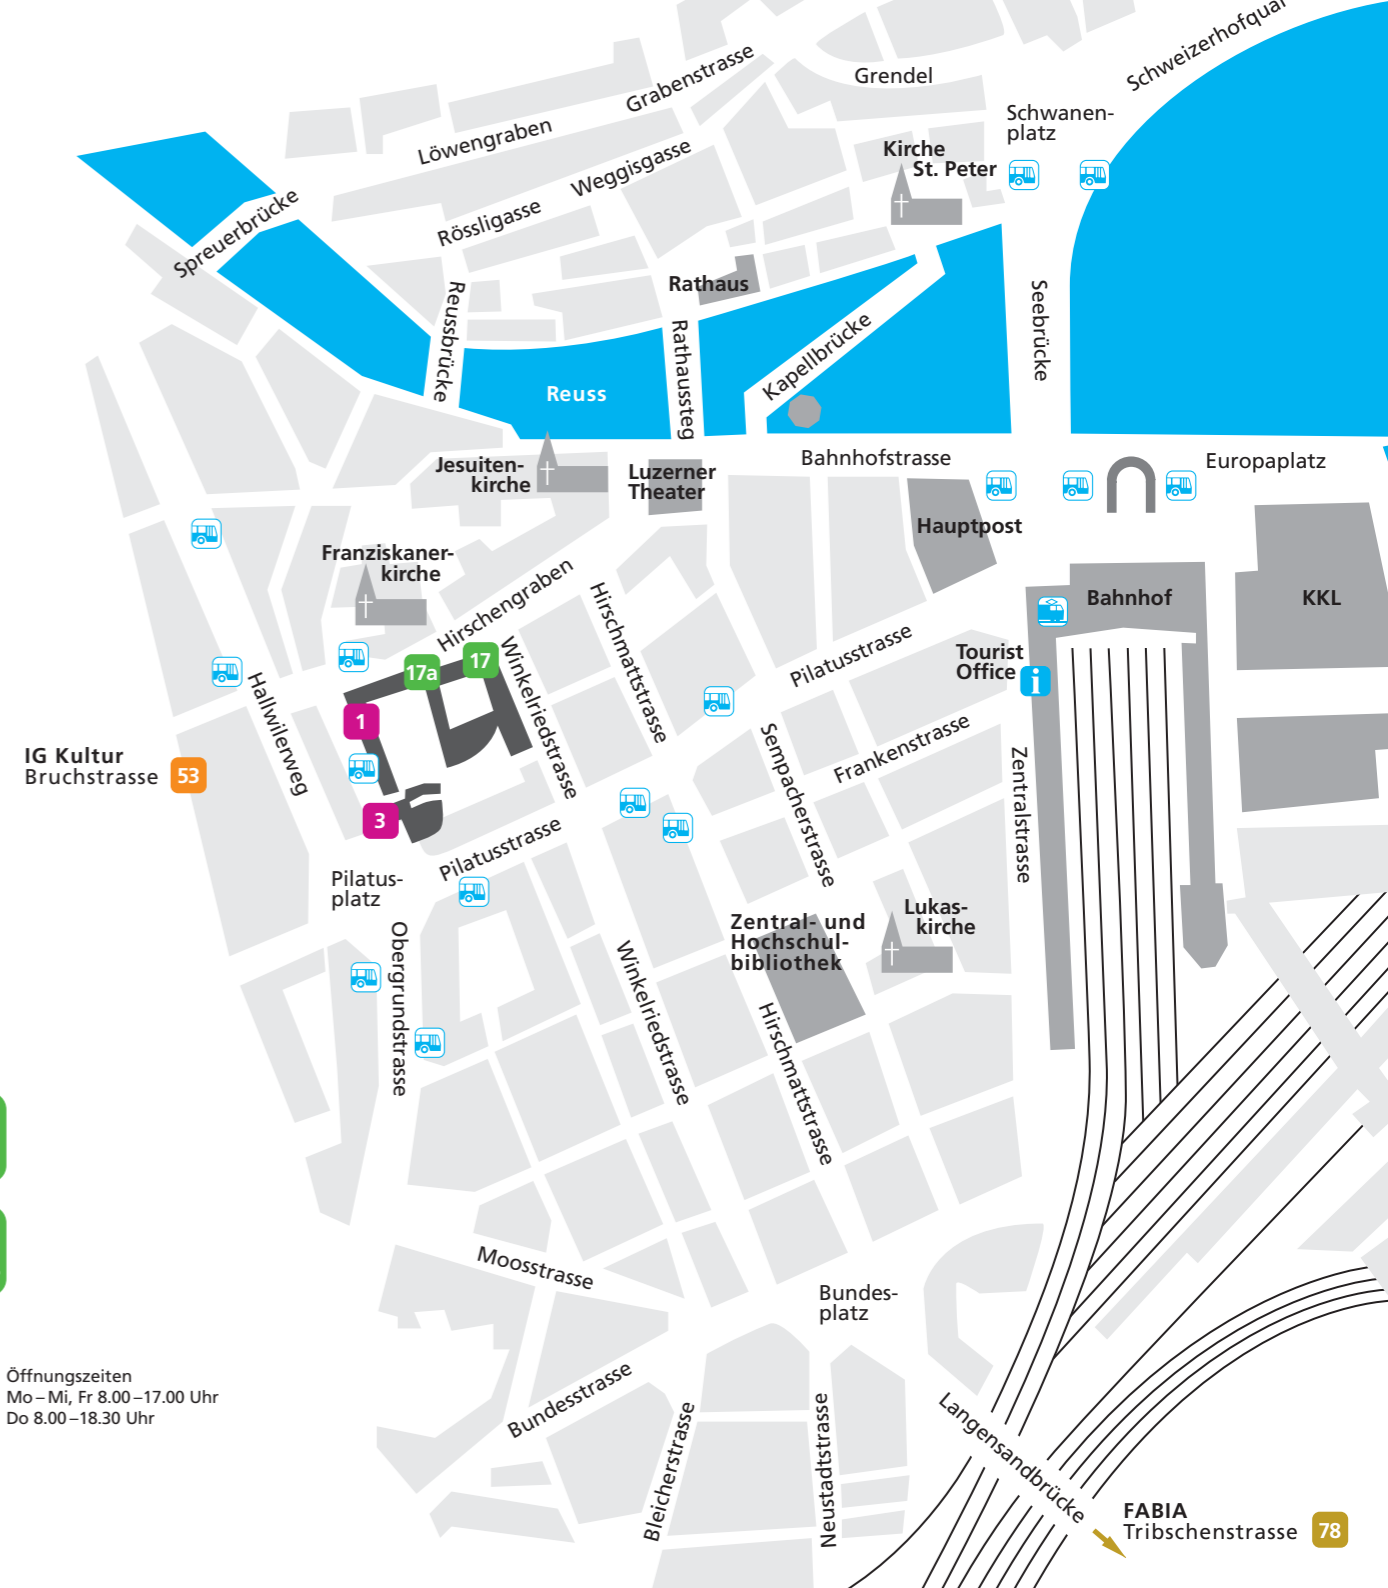 Schweizerhofquai
Grabenstrasse
Grendel
Schwanen-
platz
Löwengraben
Kirche
St. Peter
Weggisgasse
Rössligasse
Spreuerbrücke
Rathaus
Reussbrücke
Rathaussteg
Kapellbrücke
Seebrücke
Reuss
Jesuiten-
kirche
Luzerner
Theater
Bahnhofstrasse
Europaplatz
Hauptpost
Franziskaner-
kirche
Hirschengraben
Hirschmattstrasse
Bahnhof
KKL
17a
17
Winkelriedstrasse
Pilatusstrasse
Tourist
Office
i
Hallwilerweg
1
IG Kultur
Bruchstrasse 53
Sempacherstrasse
Frankenstrasse
Zentralstrasse
3
Pilatusstrasse
Pilatus-
platz
Obergrundstrasse
Zentral- und
Hochschul-
bibliothek
Lukas-
kirche
Winkelriedstrasse
Hirschmattstrasse
Moosstrasse
Bundes-
platz
Öffnungszeiten
Mo – Mi, Fr 8.00 – 17.00 Uhr
Do 8.00 – 18.30 Uhr
Bundesstrasse
Bleicherstrasse
Neustadtstrasse
Langensandbrücke
FABIA
Tribschenstrasse 78